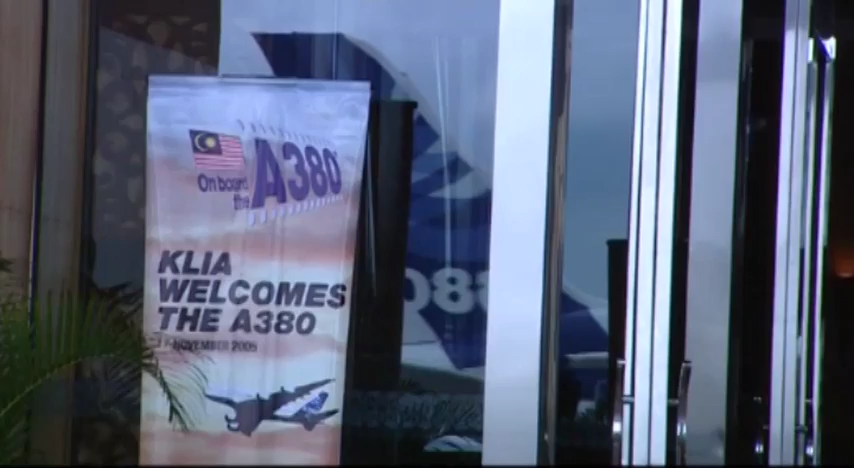 On board
the
A380
KLIA
WELCOMES
THE A380
NOVEMBER 2005